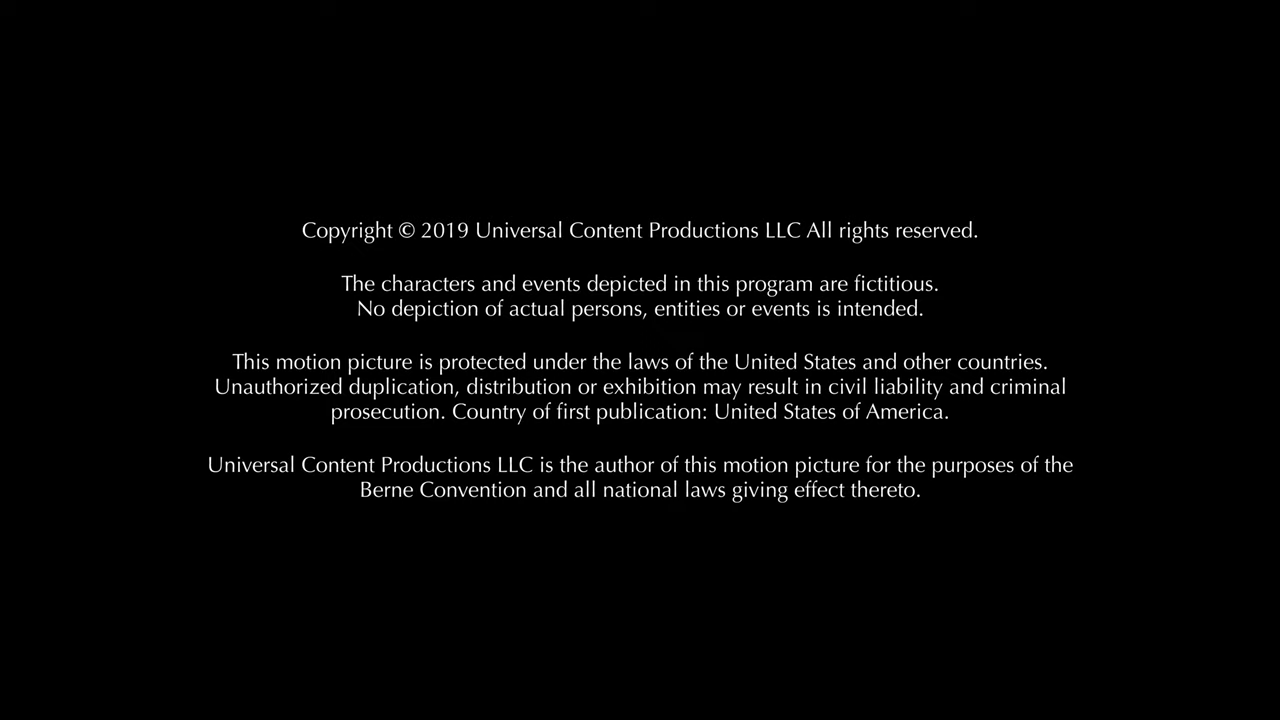 Copyright © 2019 Universal Content Productions LLC All rights reserved.
The characters and events depicted in this program are fictitious.
No depiction of actual persons, entities or events is intended.
This motion picture is protected under the laws of the United States and other countries.
Unauthorized duplication, distribution or exhibition may result in civil liability and criminal
prosecution. Country of first publication: United States of America.
Universal Content Productions LLC is the author of this motion picture for the purposes of the
Berne Convention and all national laws giving effect thereto.